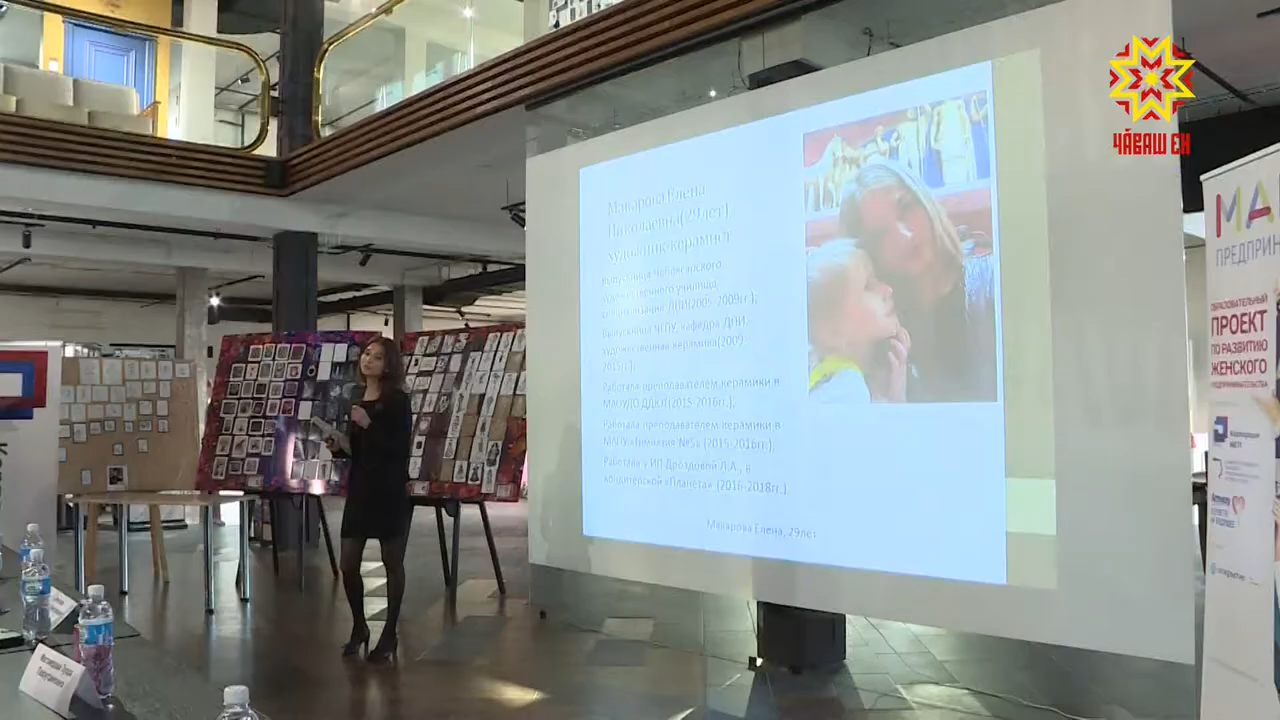 ЧӐВАШ ЕН
Макарова Елена
Николаевна(29лет)
художник-керамист
Выпускница Чебоксарского
художественного училища,
специализация ДПИ(2005-2009гг.);
Выпускница ЧГПУ, кафедра ДПИ,
художественная керамика(2009-
2015гг.);
Работала преподавателем керамики в
МАОУДО ДДЮТ(2015-2016гг.);
Работала преподавателем керамики в
МАОУ «Гимназия №5» (2015-2016гг.);
Работала у ИП Дроздовой Л.А., в
кондитерской «Планета» (2016-2018гг.)
Макарова Елена, 29лет
МА
ПРЕДПРИН
ОБРАЗОВАТЕЛЬНЫЙ
ПРОЕКТ
ПО РАЗВИТИЮ
ЖЕНСКОГО
ПРЕДПРИНИМАТЕЛЬСТВА